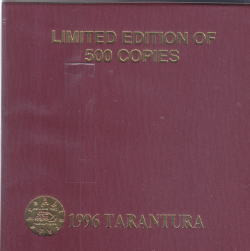 LIMITED EDITION OF
500 COPIES
1996 TARANTURA